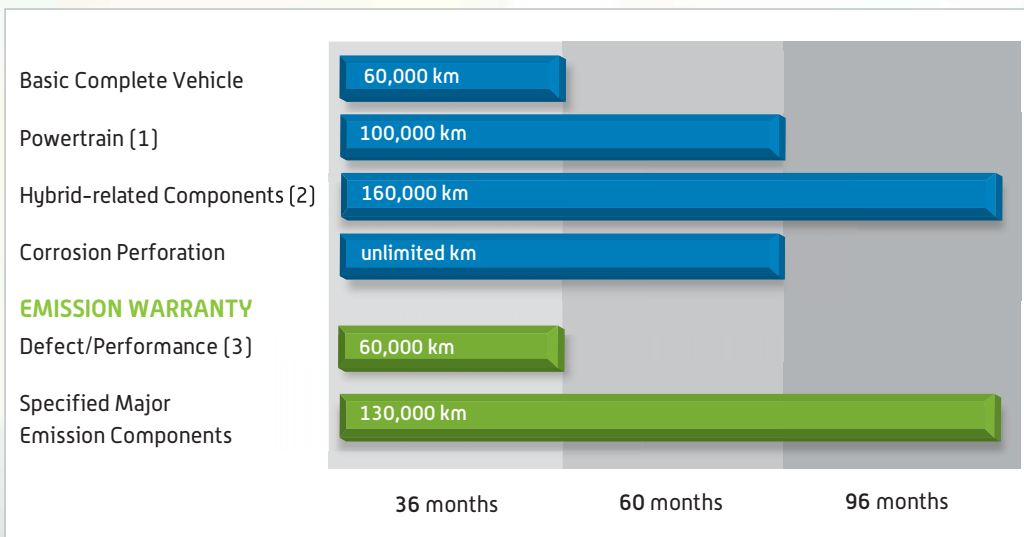 Basic Complete Vehicle
60,000 km
Powertrain (1)
100,000 km
Hybrid-related Components (2)
160,000 km
Corrosion Perforation
unlimited km
EMISSION WARRANTY
Defect/Performance (3)
60,000 km
Specified Major
Emission Components
130,000 km
36 months
60 months
96 months